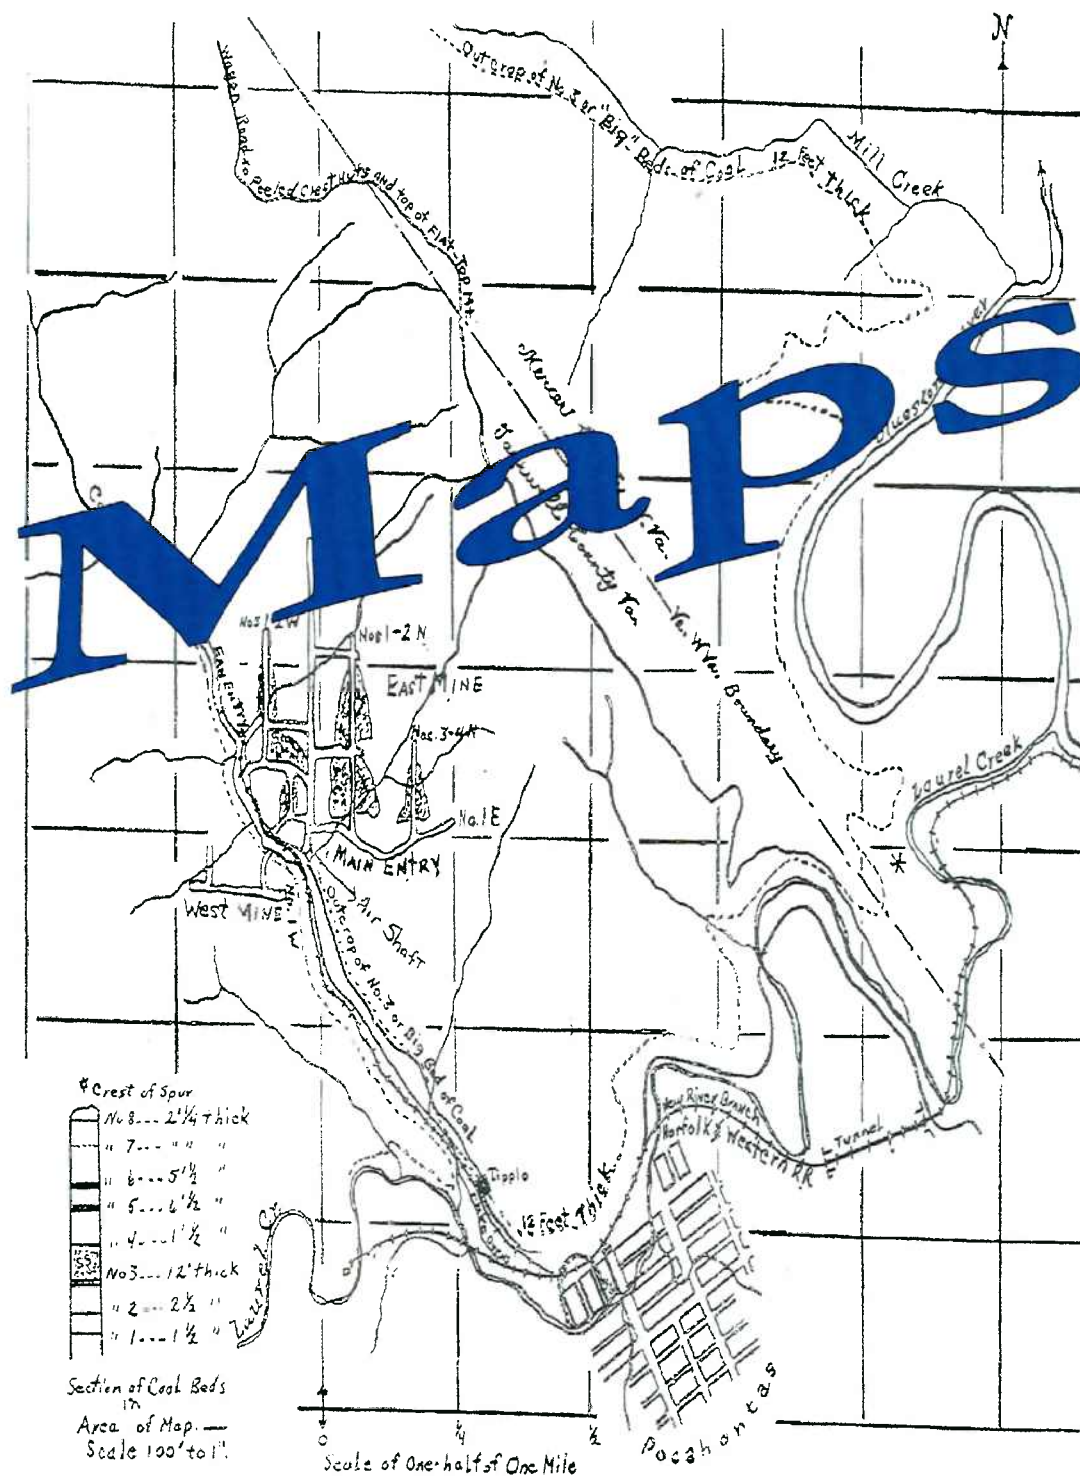 N
Wagon Road to Peeled Chestnuts and top of Flat-Top Mt.
Outcrop of No. 3 or "Big" Beds of Coal 12 Feet Thick
Mill Creek
Maps
Mercer
W. Va.
Tazewell County Va.
Va. W Va. Boundary
Nos 1-2 W
Nos 1-2 N
FAN ENTRY
EAST MINE
Nos. 3-4 N
No. 1 E
MAIN ENTRY
Laurel Creek
*
West MINE
No. 1 W
Air Shaft
Outcrop of No. 3 or Big Bed of Coal
New River Branch
Norfolk & Western RR
Tunnel
Tipple
12 Feet Thick
Laurel Cr.
* Crest of Spur
No 8 --- 2' 1/4 Thick
" 7 --- " " "
" 6 --- 5' 1/2 "
" 5 --- 6' 1/2 "
" 4 --- 1' 1/2 "
No 3 --- 12' thick
" 2 --- 2 1/2 "
" 1 --- 1 1/2 "
Section of Coal Beds
in
Area of Map. —
Scale 100' to 1".
0 1/4 1/2
Scale of One-half of One Mile
Pocahontas